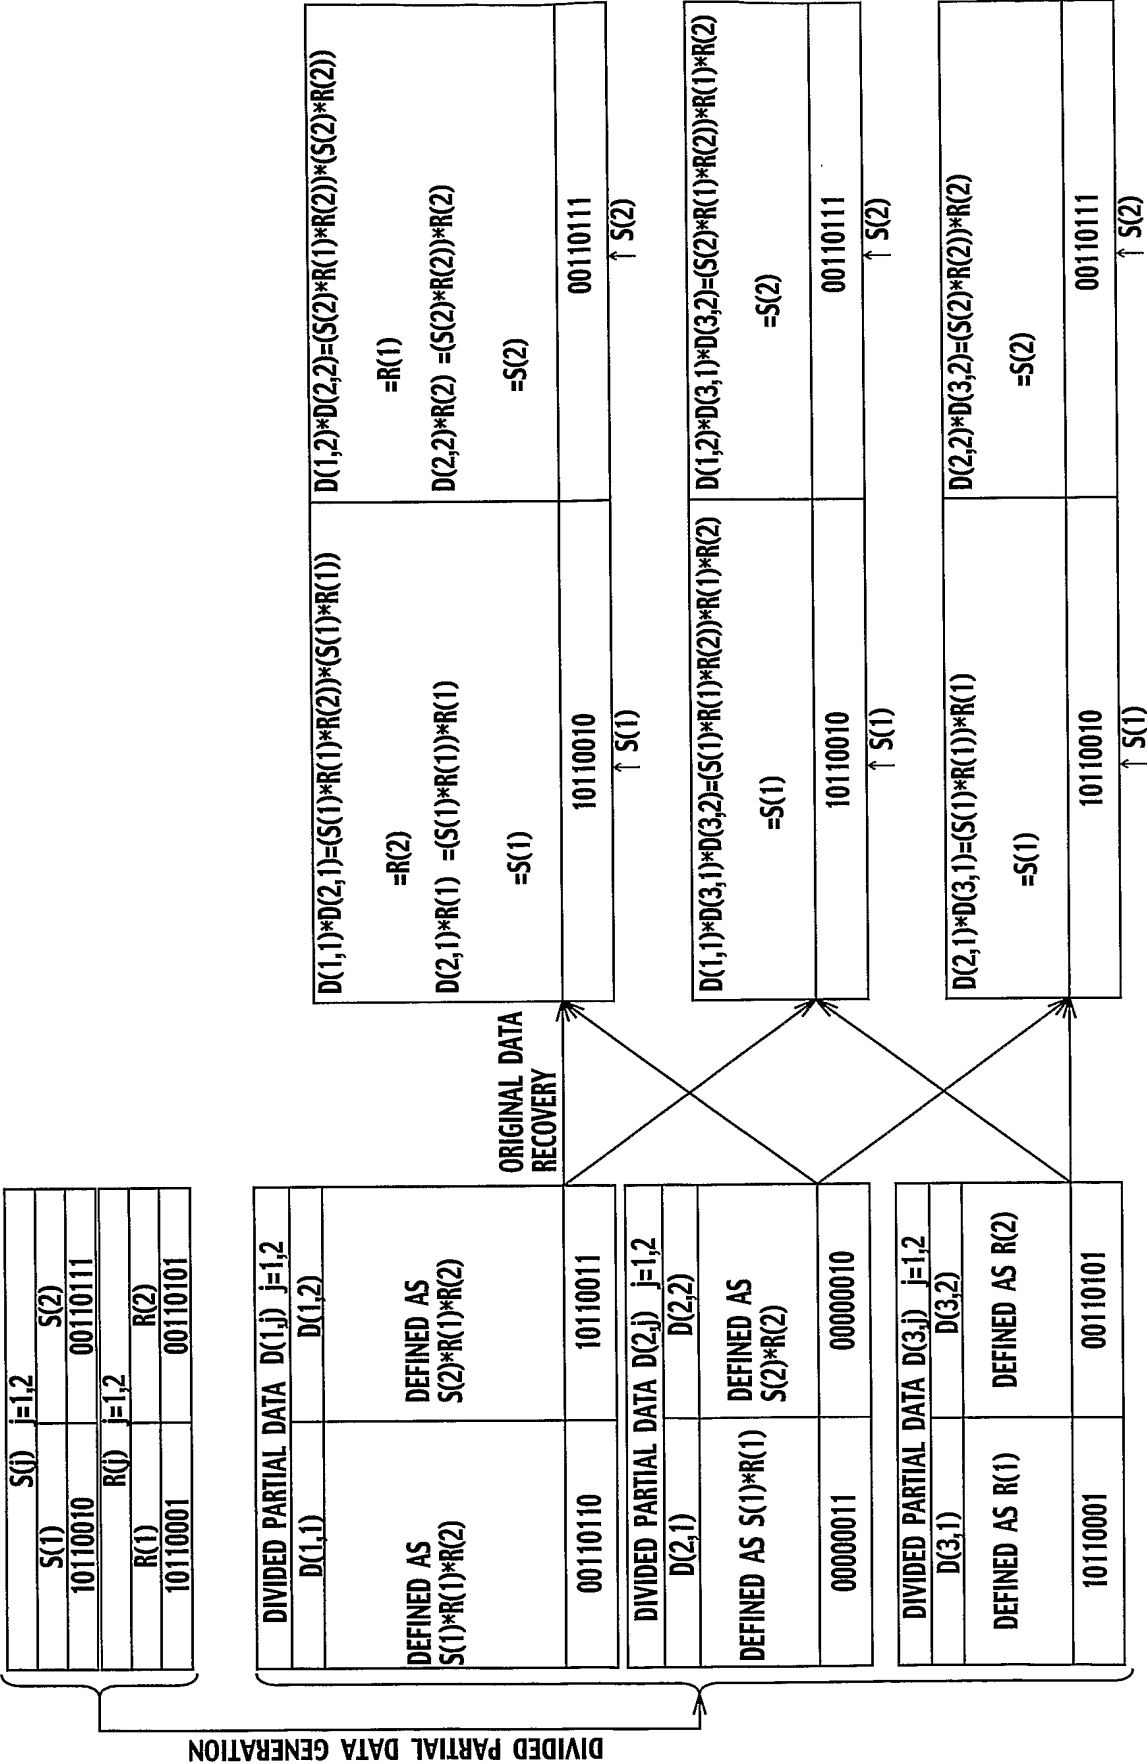 DIVIDED PARTIAL DATA GENERATION
S(j) j=1,2
S(1) S(2)
10110010 00110111
R(j) j=1,2
R(1) R(2)
10110001 00110101
DIVIDED PARTIAL DATA D(1,j) j=1,2
D(1,1) D(1,2)
DEFINED AS
S(1)*R(1)*R(2)
DEFINED AS
S(2)*R(1)*R(2)
00110110 10110011
DIVIDED PARTIAL DATA D(2,j) j=1,2
D(2,1) D(2,2)
DEFINED AS S(1)*R(1)
DEFINED AS
S(2)*R(2)
00000011 00000010
DIVIDED PARTIAL DATA D(3,j) j=1,2
D(3,1) D(3,2)
DEFINED AS R(1) DEFINED AS R(2)
10110001 00110101
ORIGINAL DATA
RECOVERY
D(1,1)*D(2,1)=(S(1)*R(1)*R(2))*(S(1)*R(1))
=R(2)
D(2,1)*R(1) =(S(1)*R(1))*R(1)
=S(1)
10110010
↑ S(1)
D(1,2)*D(2,2)=(S(2)*R(1)*R(2))*(S(2)*R(2))
=R(1)
D(2,2)*R(2) =(S(2)*R(2))*R(2)
=S(2)
00110111
↑ S(2)
D(1,1)*D(3,1)*D(3,2)=(S(1)*R(1)*R(2))*R(1)*R(2)
=S(1)
10110010
↑ S(1)
D(1,2)*D(3,1)*D(3,2)=(S(2)*R(1)*R(2))*R(1)*R(2)
=S(2)
00110111
↑ S(2)
D(2,1)*D(3,1)=(S(1)*R(1))*R(1)
=S(1)
10110010
↑ S(1)
D(2,2)*D(3,2)=(S(2)*R(2))*R(2)
=S(2)
00110111
↑ S(2)